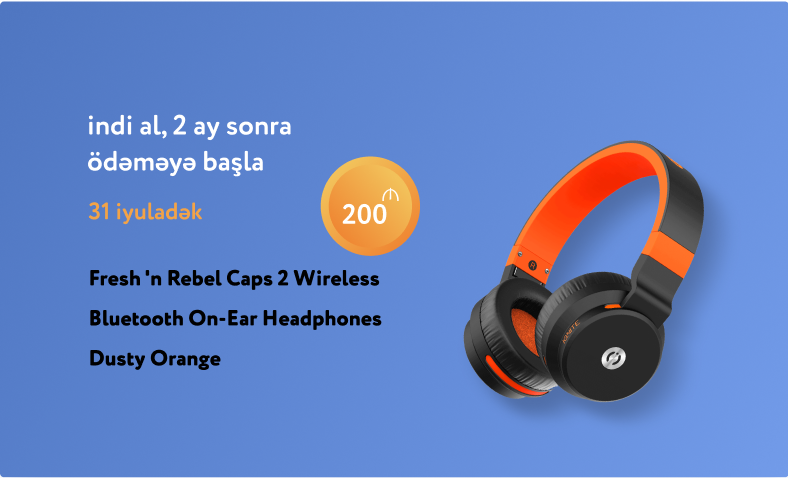 indi al, 2 ay sonra
ödəməyə başla
31 iyuladək
200 ₼
Fresh 'n Rebel Caps 2 Wireless
Bluetooth On-Ear Headphones
Dusty Orange
R